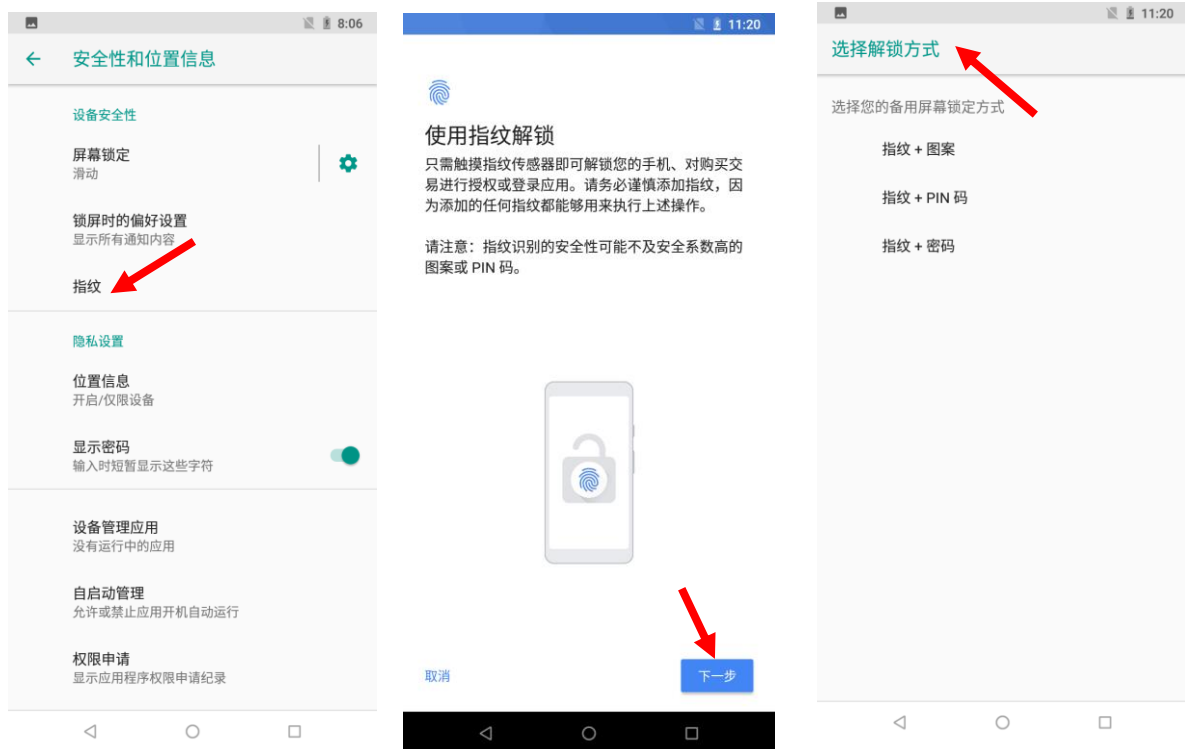 8:06
安全性和位置信息
设备安全性
屏幕锁定
滑动
锁屏时的偏好设置
显示所有通知内容
指纹
隐私设置
位置信息
开启/仅限设备
显示密码
输入时短暂显示这些字符
设备管理应用
没有运行中的应用
自启动管理
允许或禁止应用开机自动运行
权限申请
显示应用程序权限申请纪录
11:20
使用指纹解锁
只需触摸指纹传感器即可解锁您的手机、对购买交
易进行授权或登录应用。请务必谨慎添加指纹，因
为添加的任何指纹都能够用来执行上述操作。
请注意：指纹识别的安全性可能不及安全系数高的
图案或 PIN 码。
取消
下一步
11:20
选择解锁方式
选择您的备用屏幕锁定方式
指纹 + 图案
指纹 + PIN 码
指纹 + 密码